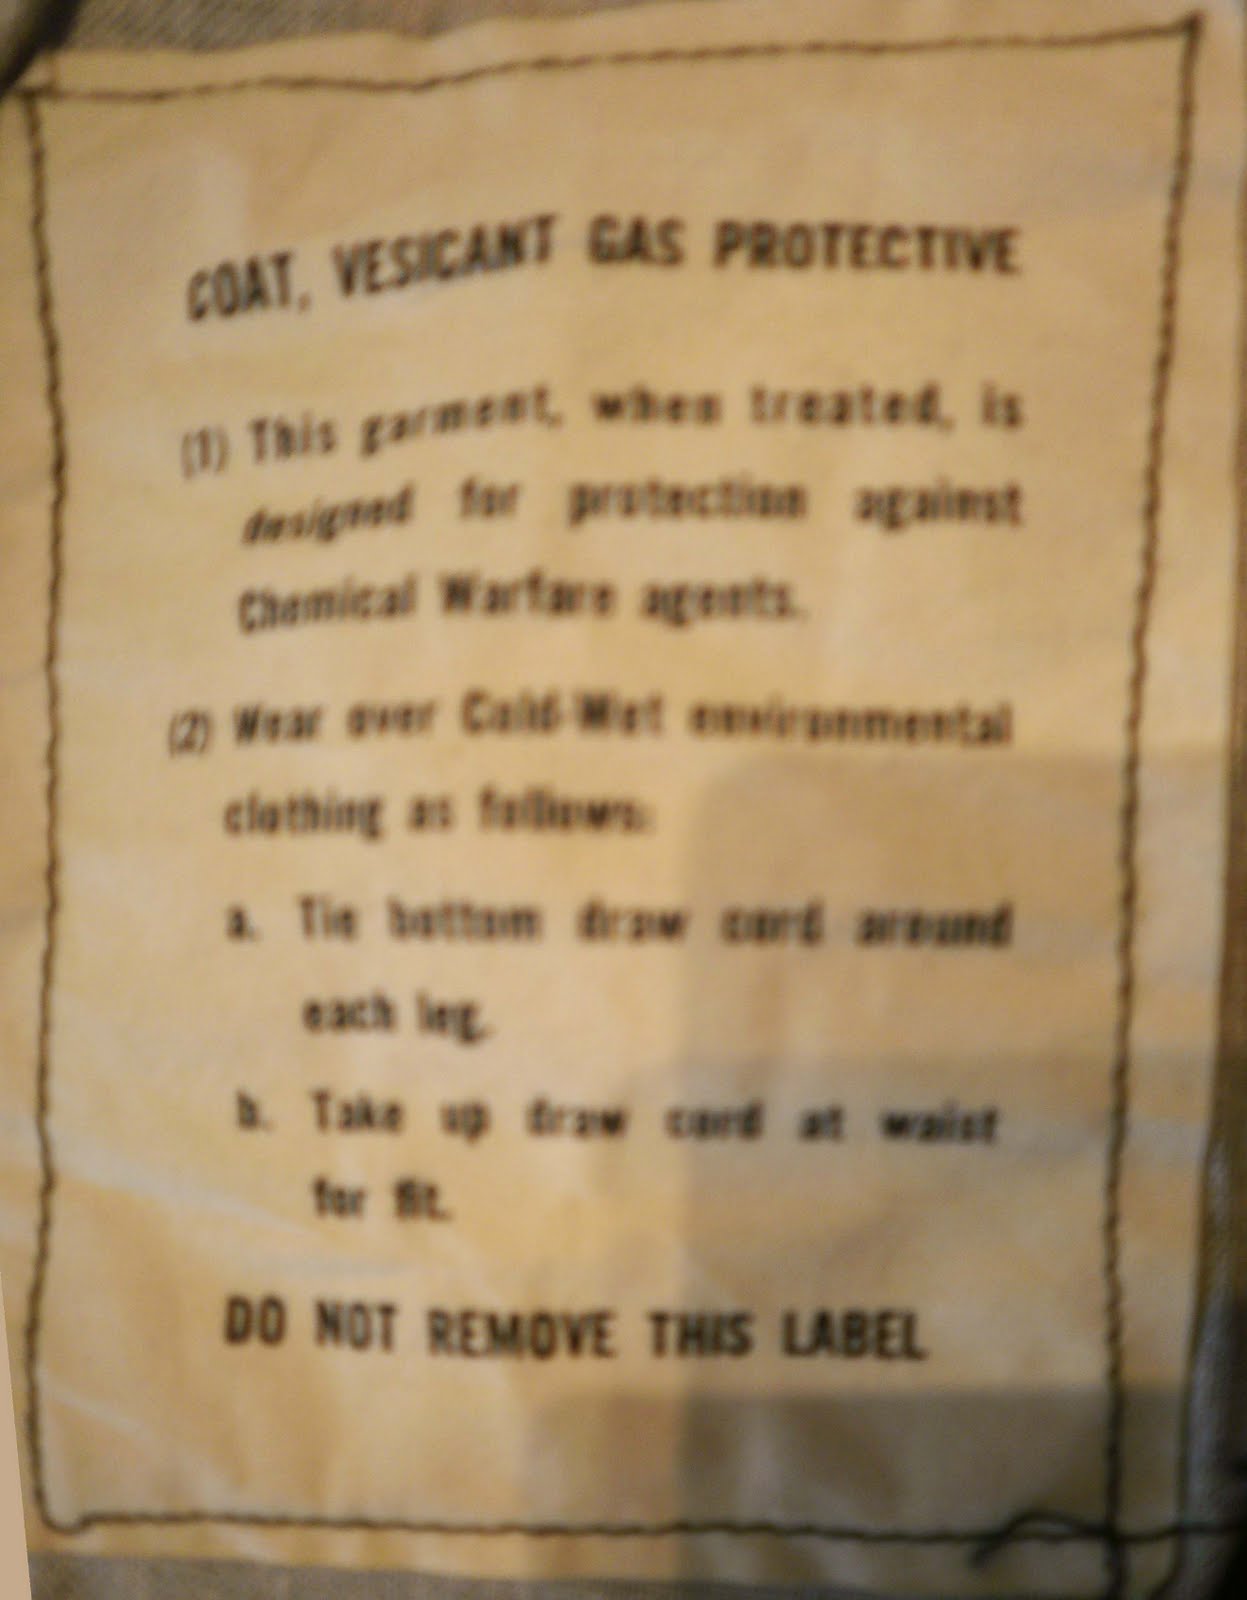 COAT, VESICANT GAS PROTECTIVE
(1) This garment, when treated, is
designed for protection against
Chemical Warfare agents.
(2) Wear over Cold-Wet environmental
clothing as follows:
a. Tie bottom draw cord around
each leg.
b. Take up draw cord at waist
for fit.
DO NOT REMOVE THIS LABEL